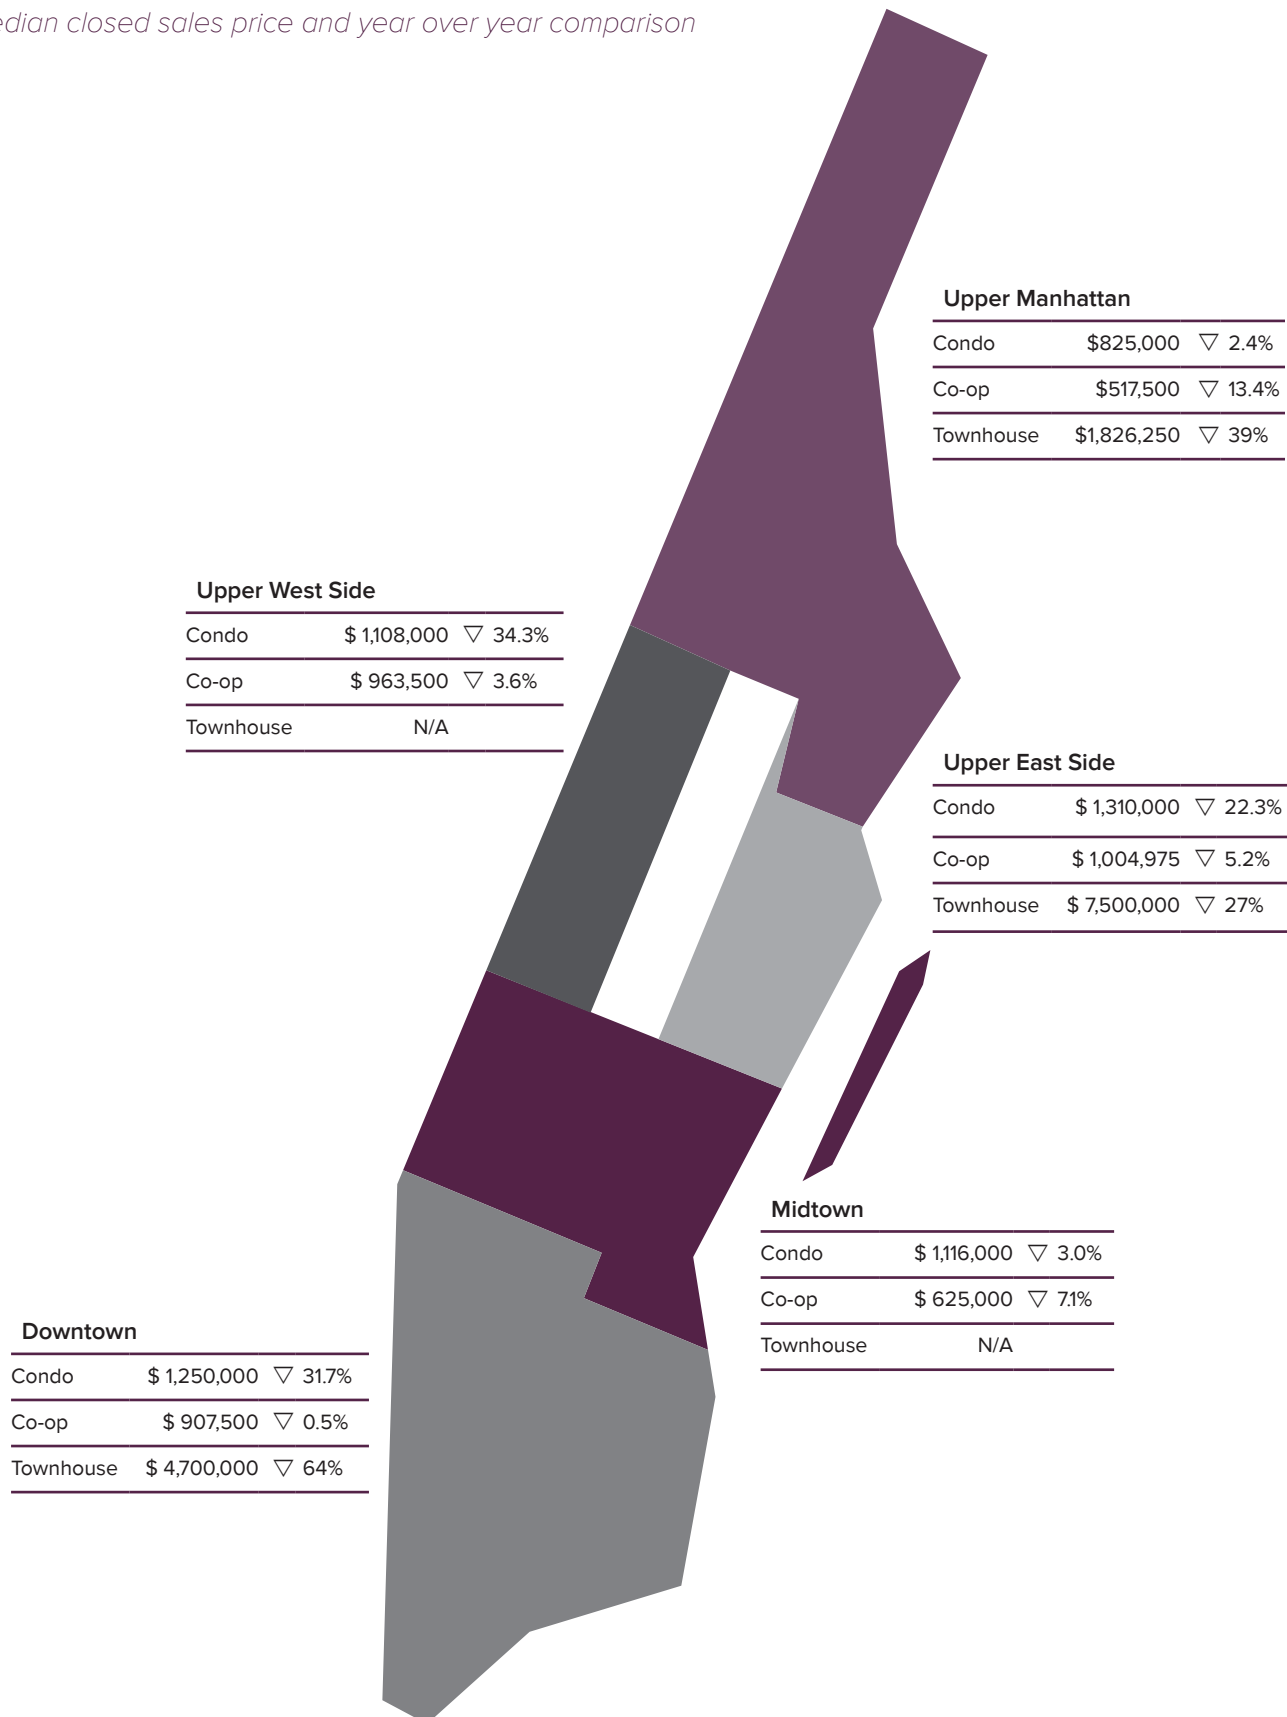 edian closed sales price and year over year comparison
Upper Manhattan
Condo $825,000 ▽ 2.4%
Co-op $517,500 ▽ 13.4%
Townhouse $1,826,250 ▽ 39%
Upper West Side
Condo $ 1,108,000 ▽ 34.3%
Co-op $ 963,500 ▽ 3.6%
Townhouse N/A
Upper East Side
Condo $ 1,310,000 ▽ 22.3%
Co-op $ 1,004,975 ▽ 5.2%
Townhouse $ 7,500,000 ▽ 27%
Midtown
Condo $ 1,116,000 ▽ 3.0%
Co-op $ 625,000 ▽ 7.1%
Townhouse N/A
Downtown
Condo $ 1,250,000 ▽ 31.7%
Co-op $ 907,500 ▽ 0.5%
Townhouse $ 4,700,000 ▽ 64%